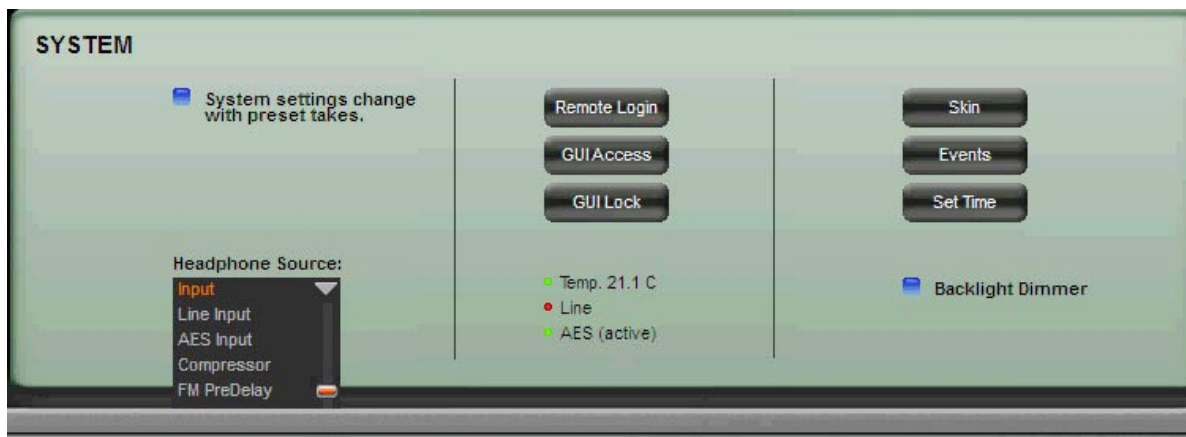 SYSTEM
System settings change
with preset takes.
Headphone Source:
Input
Line Input
AES Input
Compressor
FM PreDelay
Remote Login
GUI Access
GUI Lock
Temp. 21.1 C
Line
AES (active)
Skin
Events
Set Time
Backlight Dimmer